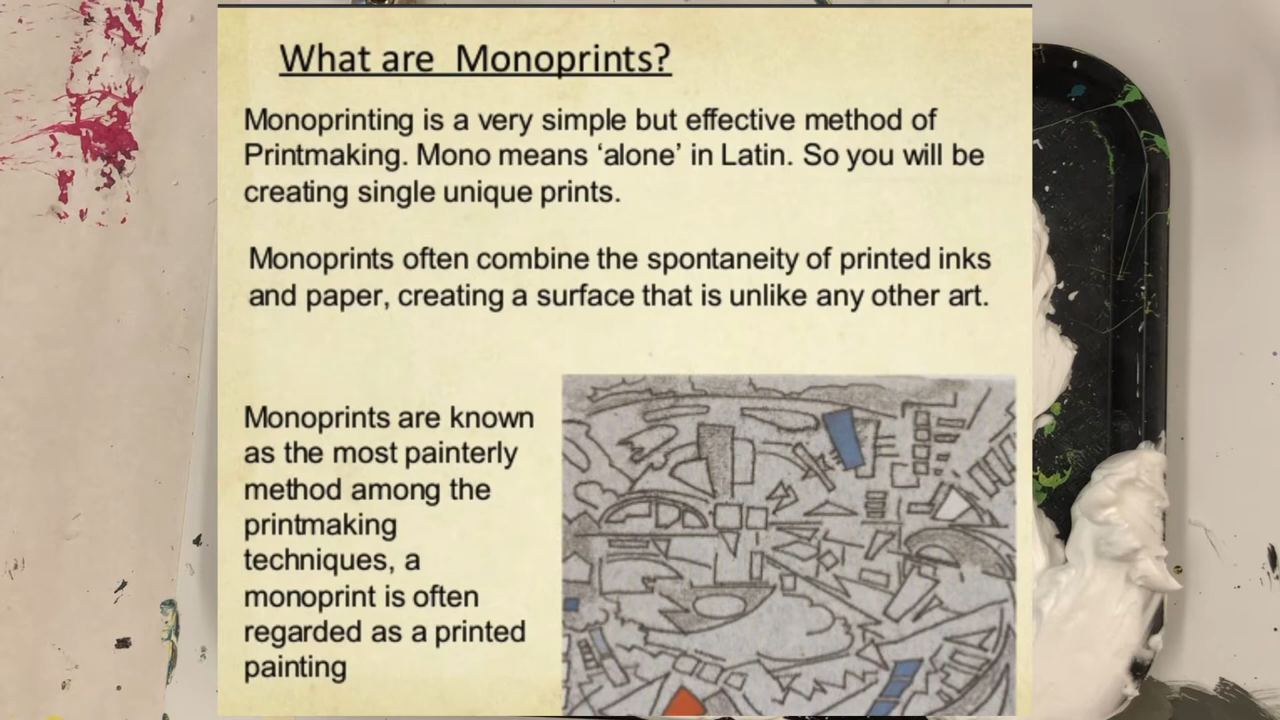 What are Monoprints?
Monoprinting is a very simple but effective method of
Printmaking. Mono means ‘alone’ in Latin. So you will be
creating single unique prints.
Monoprints often combine the spontaneity of printed inks
and paper, creating a surface that is unlike any other art.
Monoprints are known
as the most painterly
method among the
printmaking
techniques, a
monoprint is often
regarded as a printed
painting